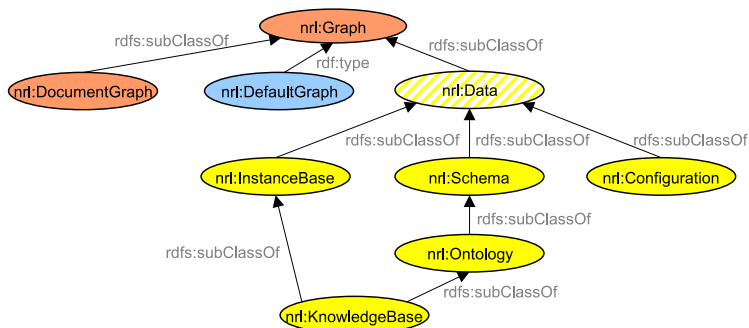 nrl:Graph
rdfs:subClassOf
rdfs:subClassOf
rdf:type
nrl:DocumentGraph
nrl:DefaultGraph
nrl:Data
rdfs:subClassOf
rdfs:subClassOf
rdfs:subClassOf
nrl:InstanceBase
nrl:Schema
nrl:Configuration
rdfs:subClassOf
rdfs:subClassOf
nrl:Ontology
rdfs:subClassOf
nrl:KnowledgeBase